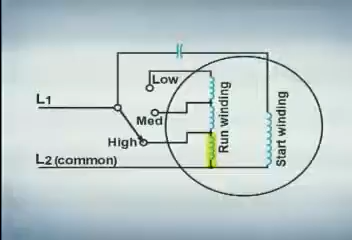 Low
L1
Med
High
L2 (common)
Run winding
Start winding